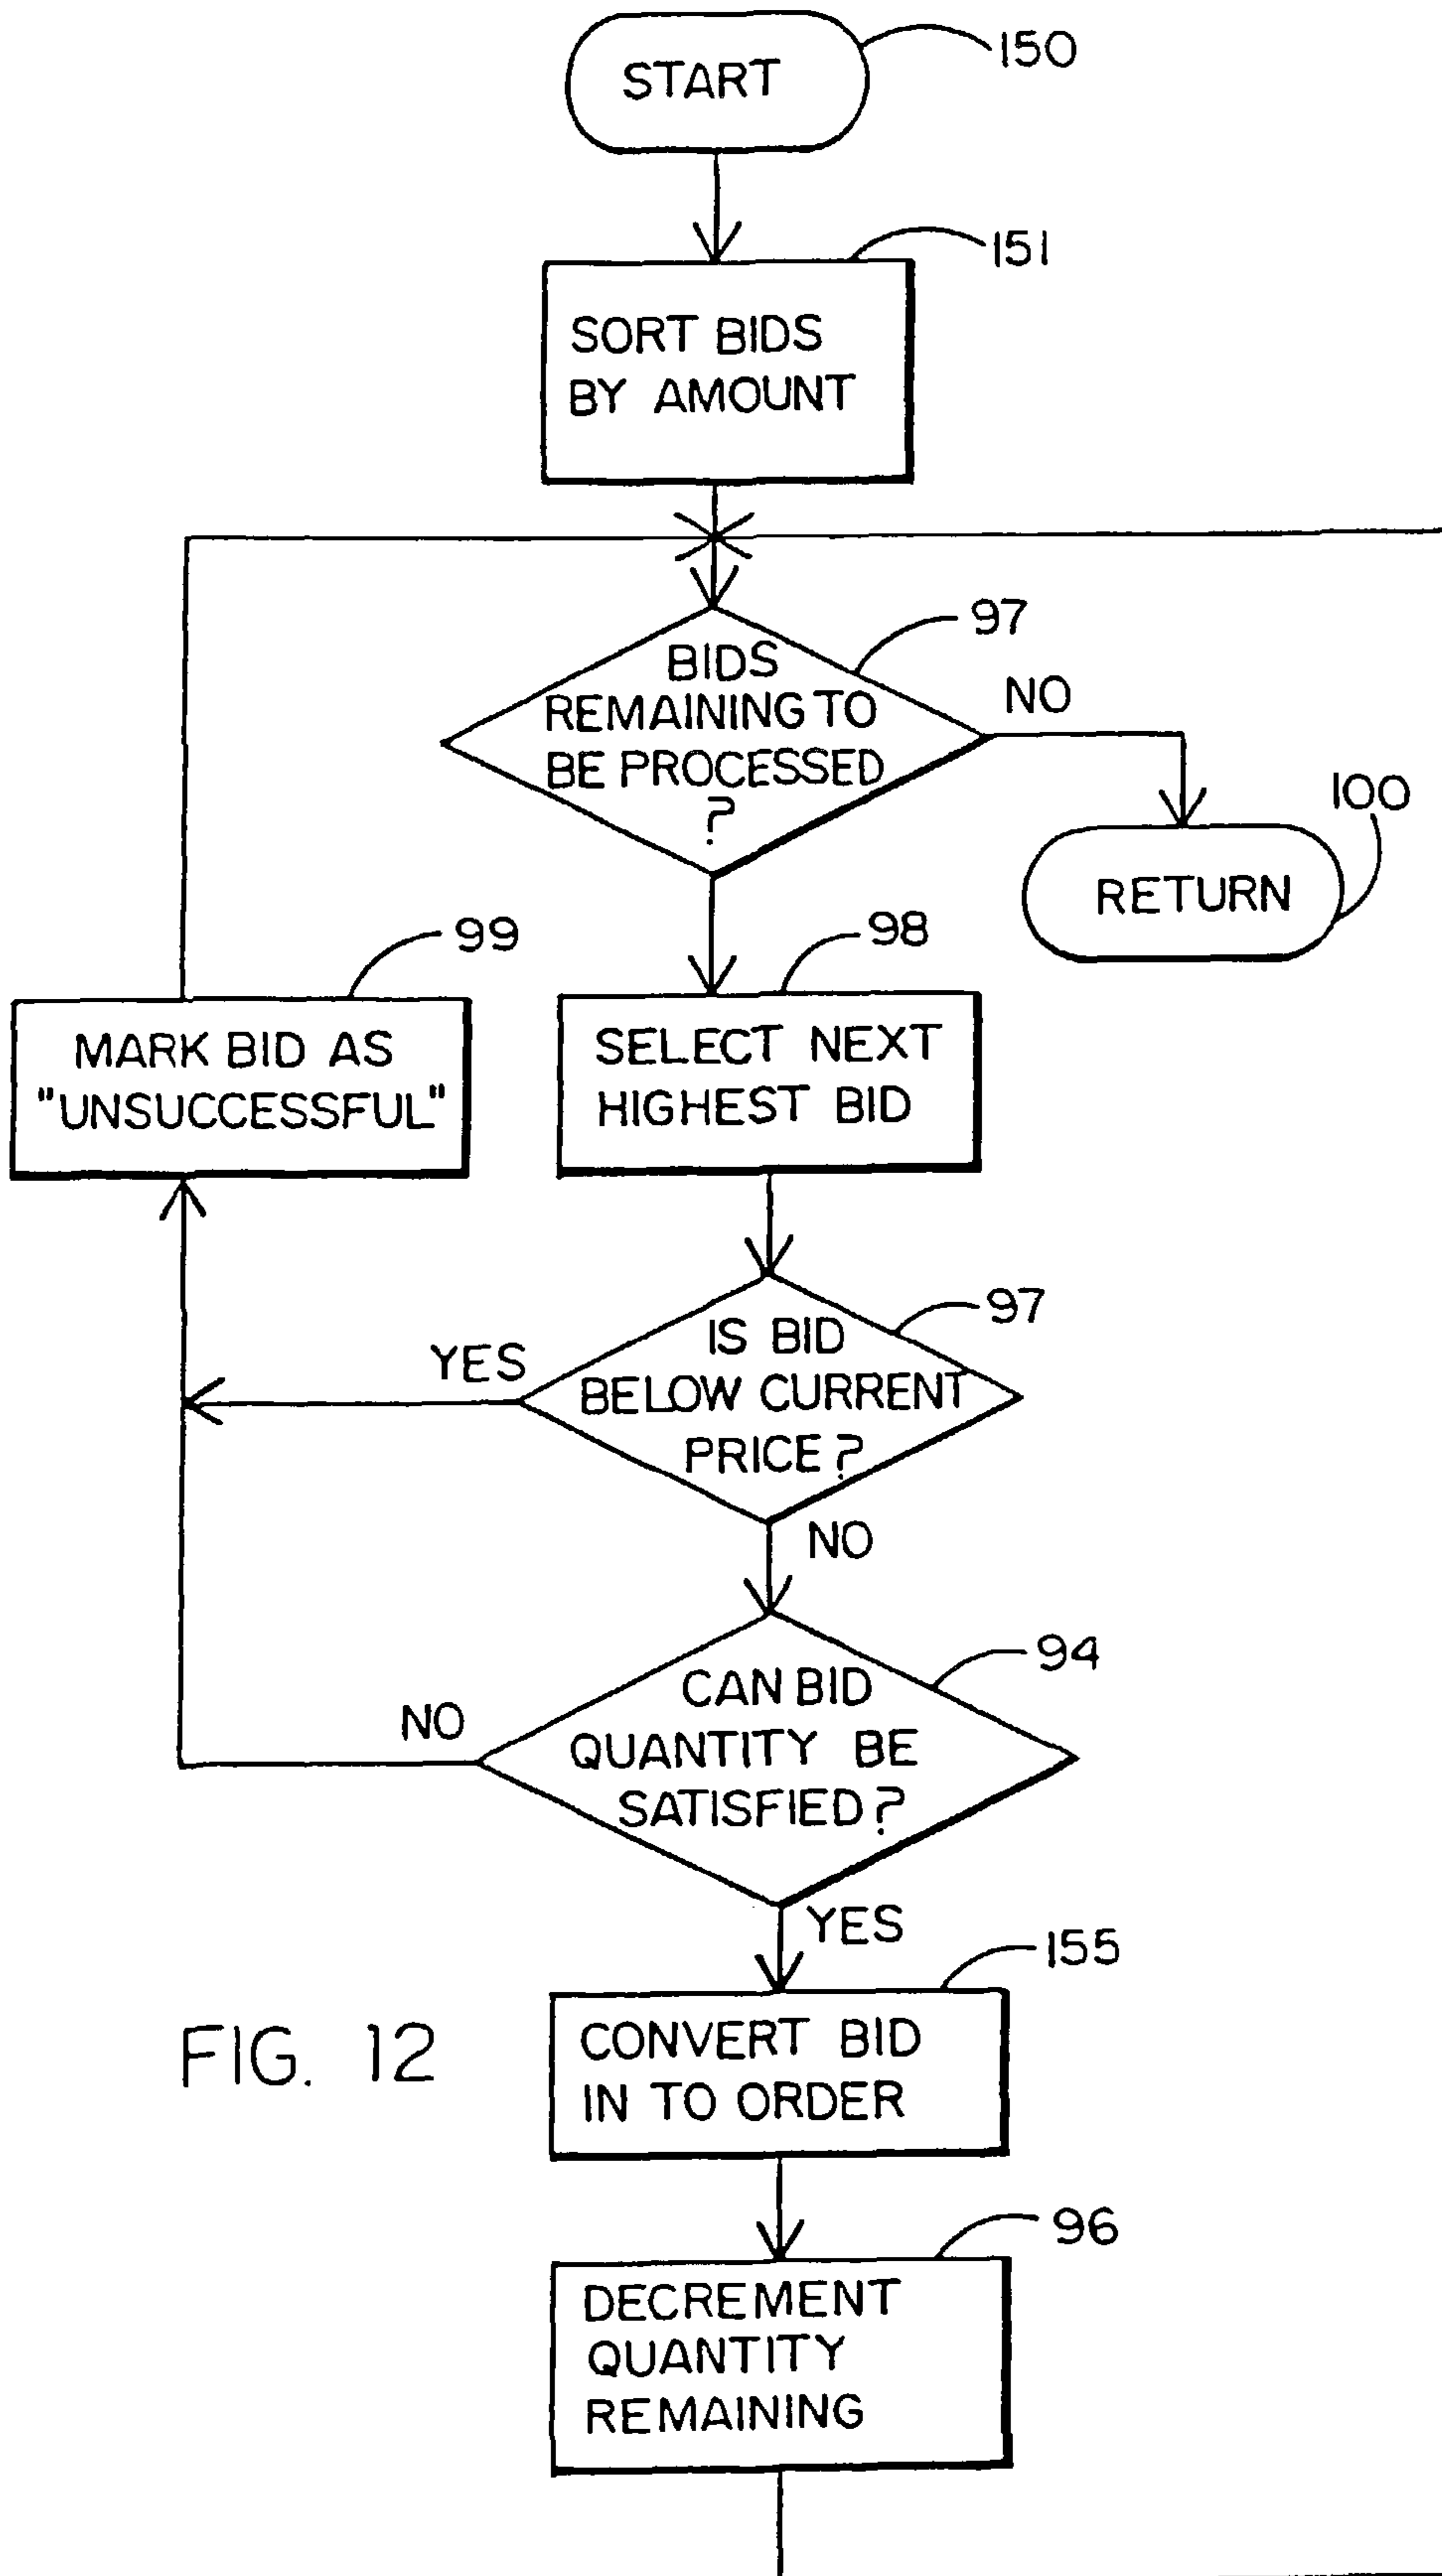 START
150
151
SORT BIDS
BY AMOUNT
97
BIDS
REMAINING TO
BE PROCESSED
?
NO
100
RETURN
99
MARK BID AS
"UNSUCCESSFUL"
98
SELECT NEXT
HIGHEST BID
97
IS BID
BELOW CURRENT
PRICE?
YES
NO
94
CAN BID
QUANTITY BE
SATISFIED?
NO
YES
155
CONVERT BID
IN TO ORDER
FIG. 12
96
DECREMENT
QUANTITY
REMAINING